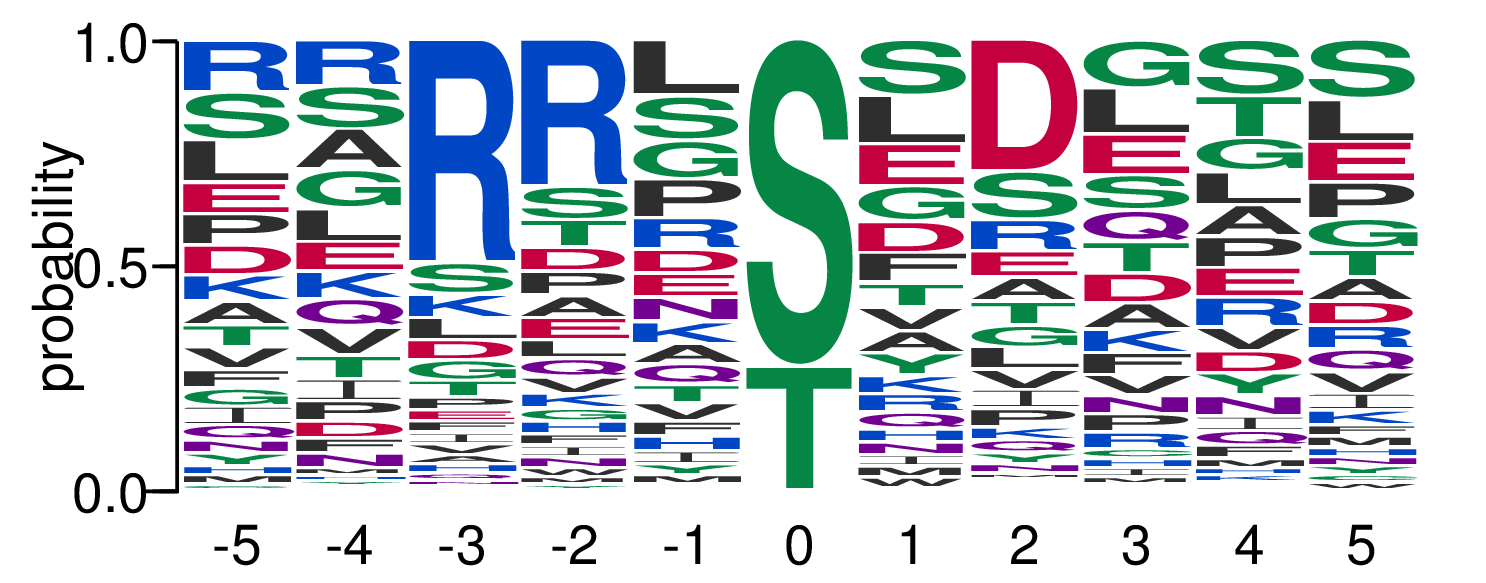 probability
1.0
0.5
0.0
R S L E P D K A T V F G I Q N Y H M
R S A G L E K Q V T I P D F N M
R S K L D G T P E F I V A H
R S T D P A E L Q V K G H F I N
L S G P R D E N K A Q T V F H I Y M
S T
S L E G D F T V A Y K R Q H N I
D S R E A T G L V I P K Q Y N
G L E S Q T D A K F V N P R
S T G L A P E R V D Y N I Q F
S L E P G T A D R Q V I K
-5 -4 -3 -2 -1 0 1 2 3 4 5